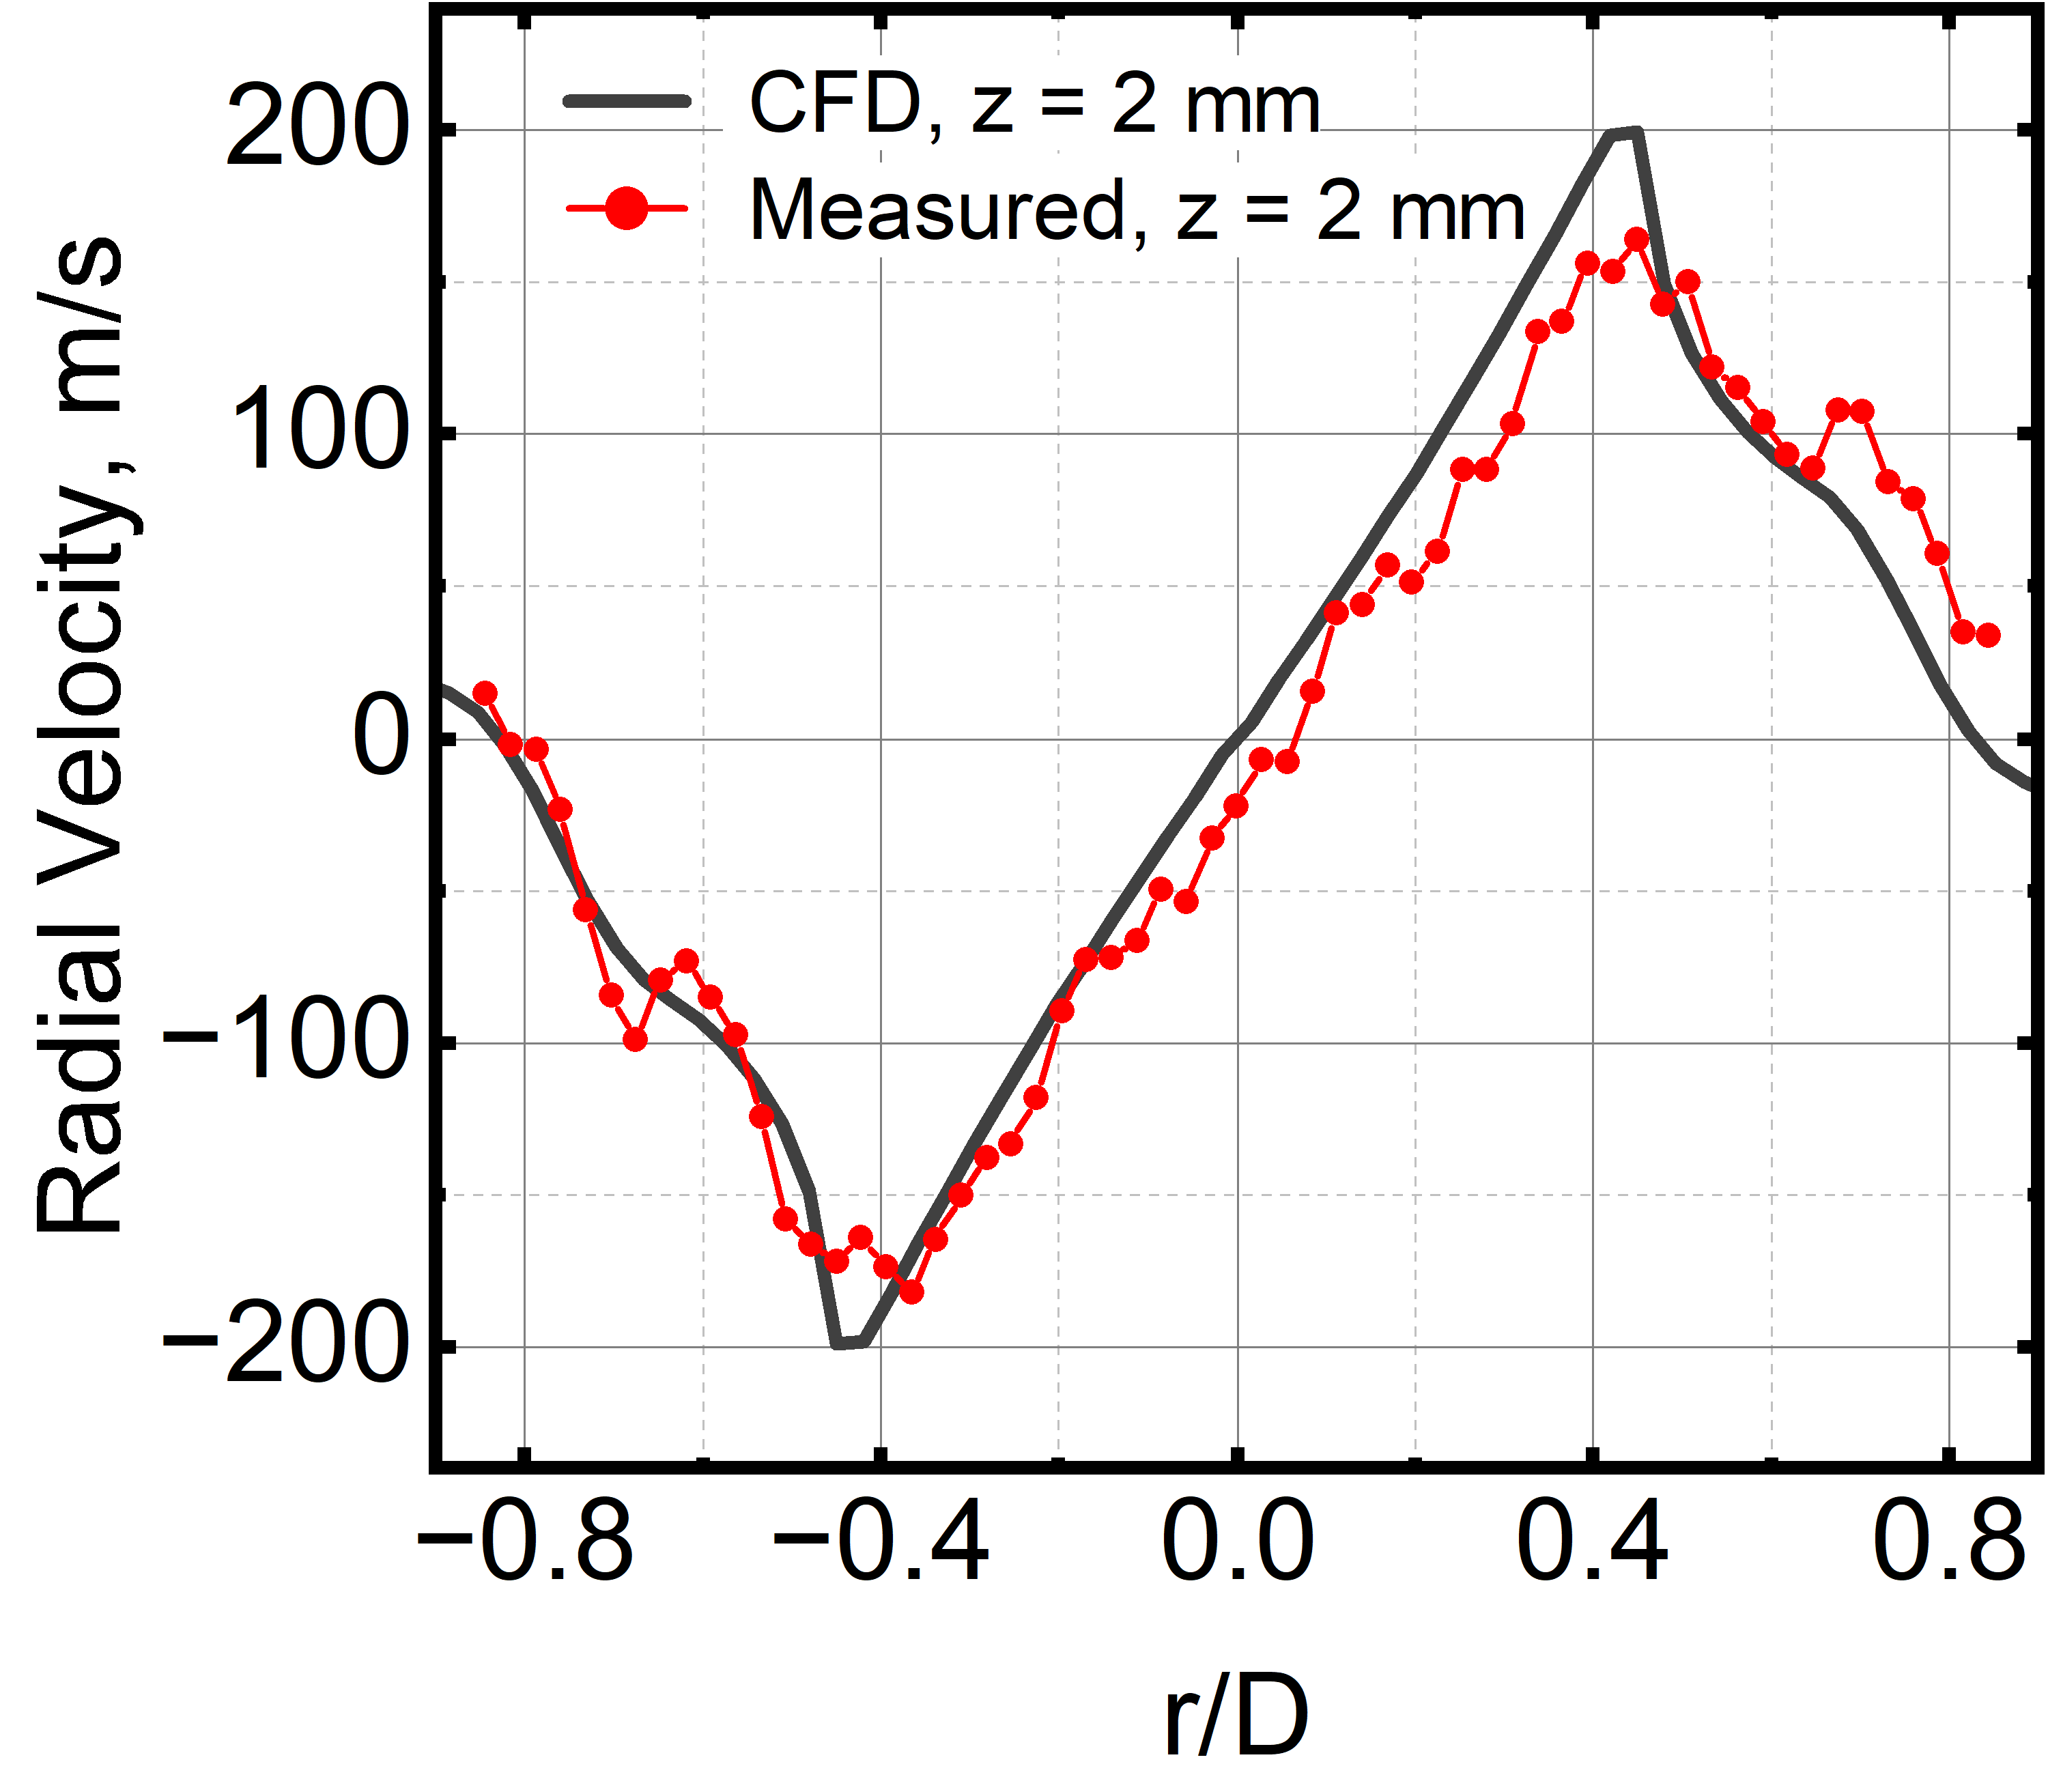 CFD, z = 2 mm
Measured, z = 2 mm
Radial Velocity, m/s
200
100
0
−100
−200
−0.8 −0.4 0.0 0.4 0.8
r/D